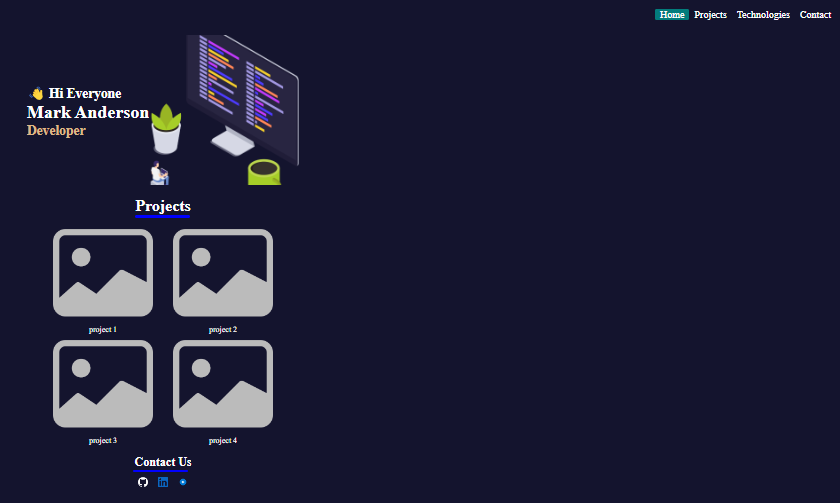 Home Projects Technologies Contact
👋 Hi Everyone
Mark Anderson
Developer
Projects
project 1
project 2
project 3
project 4
Contact Us